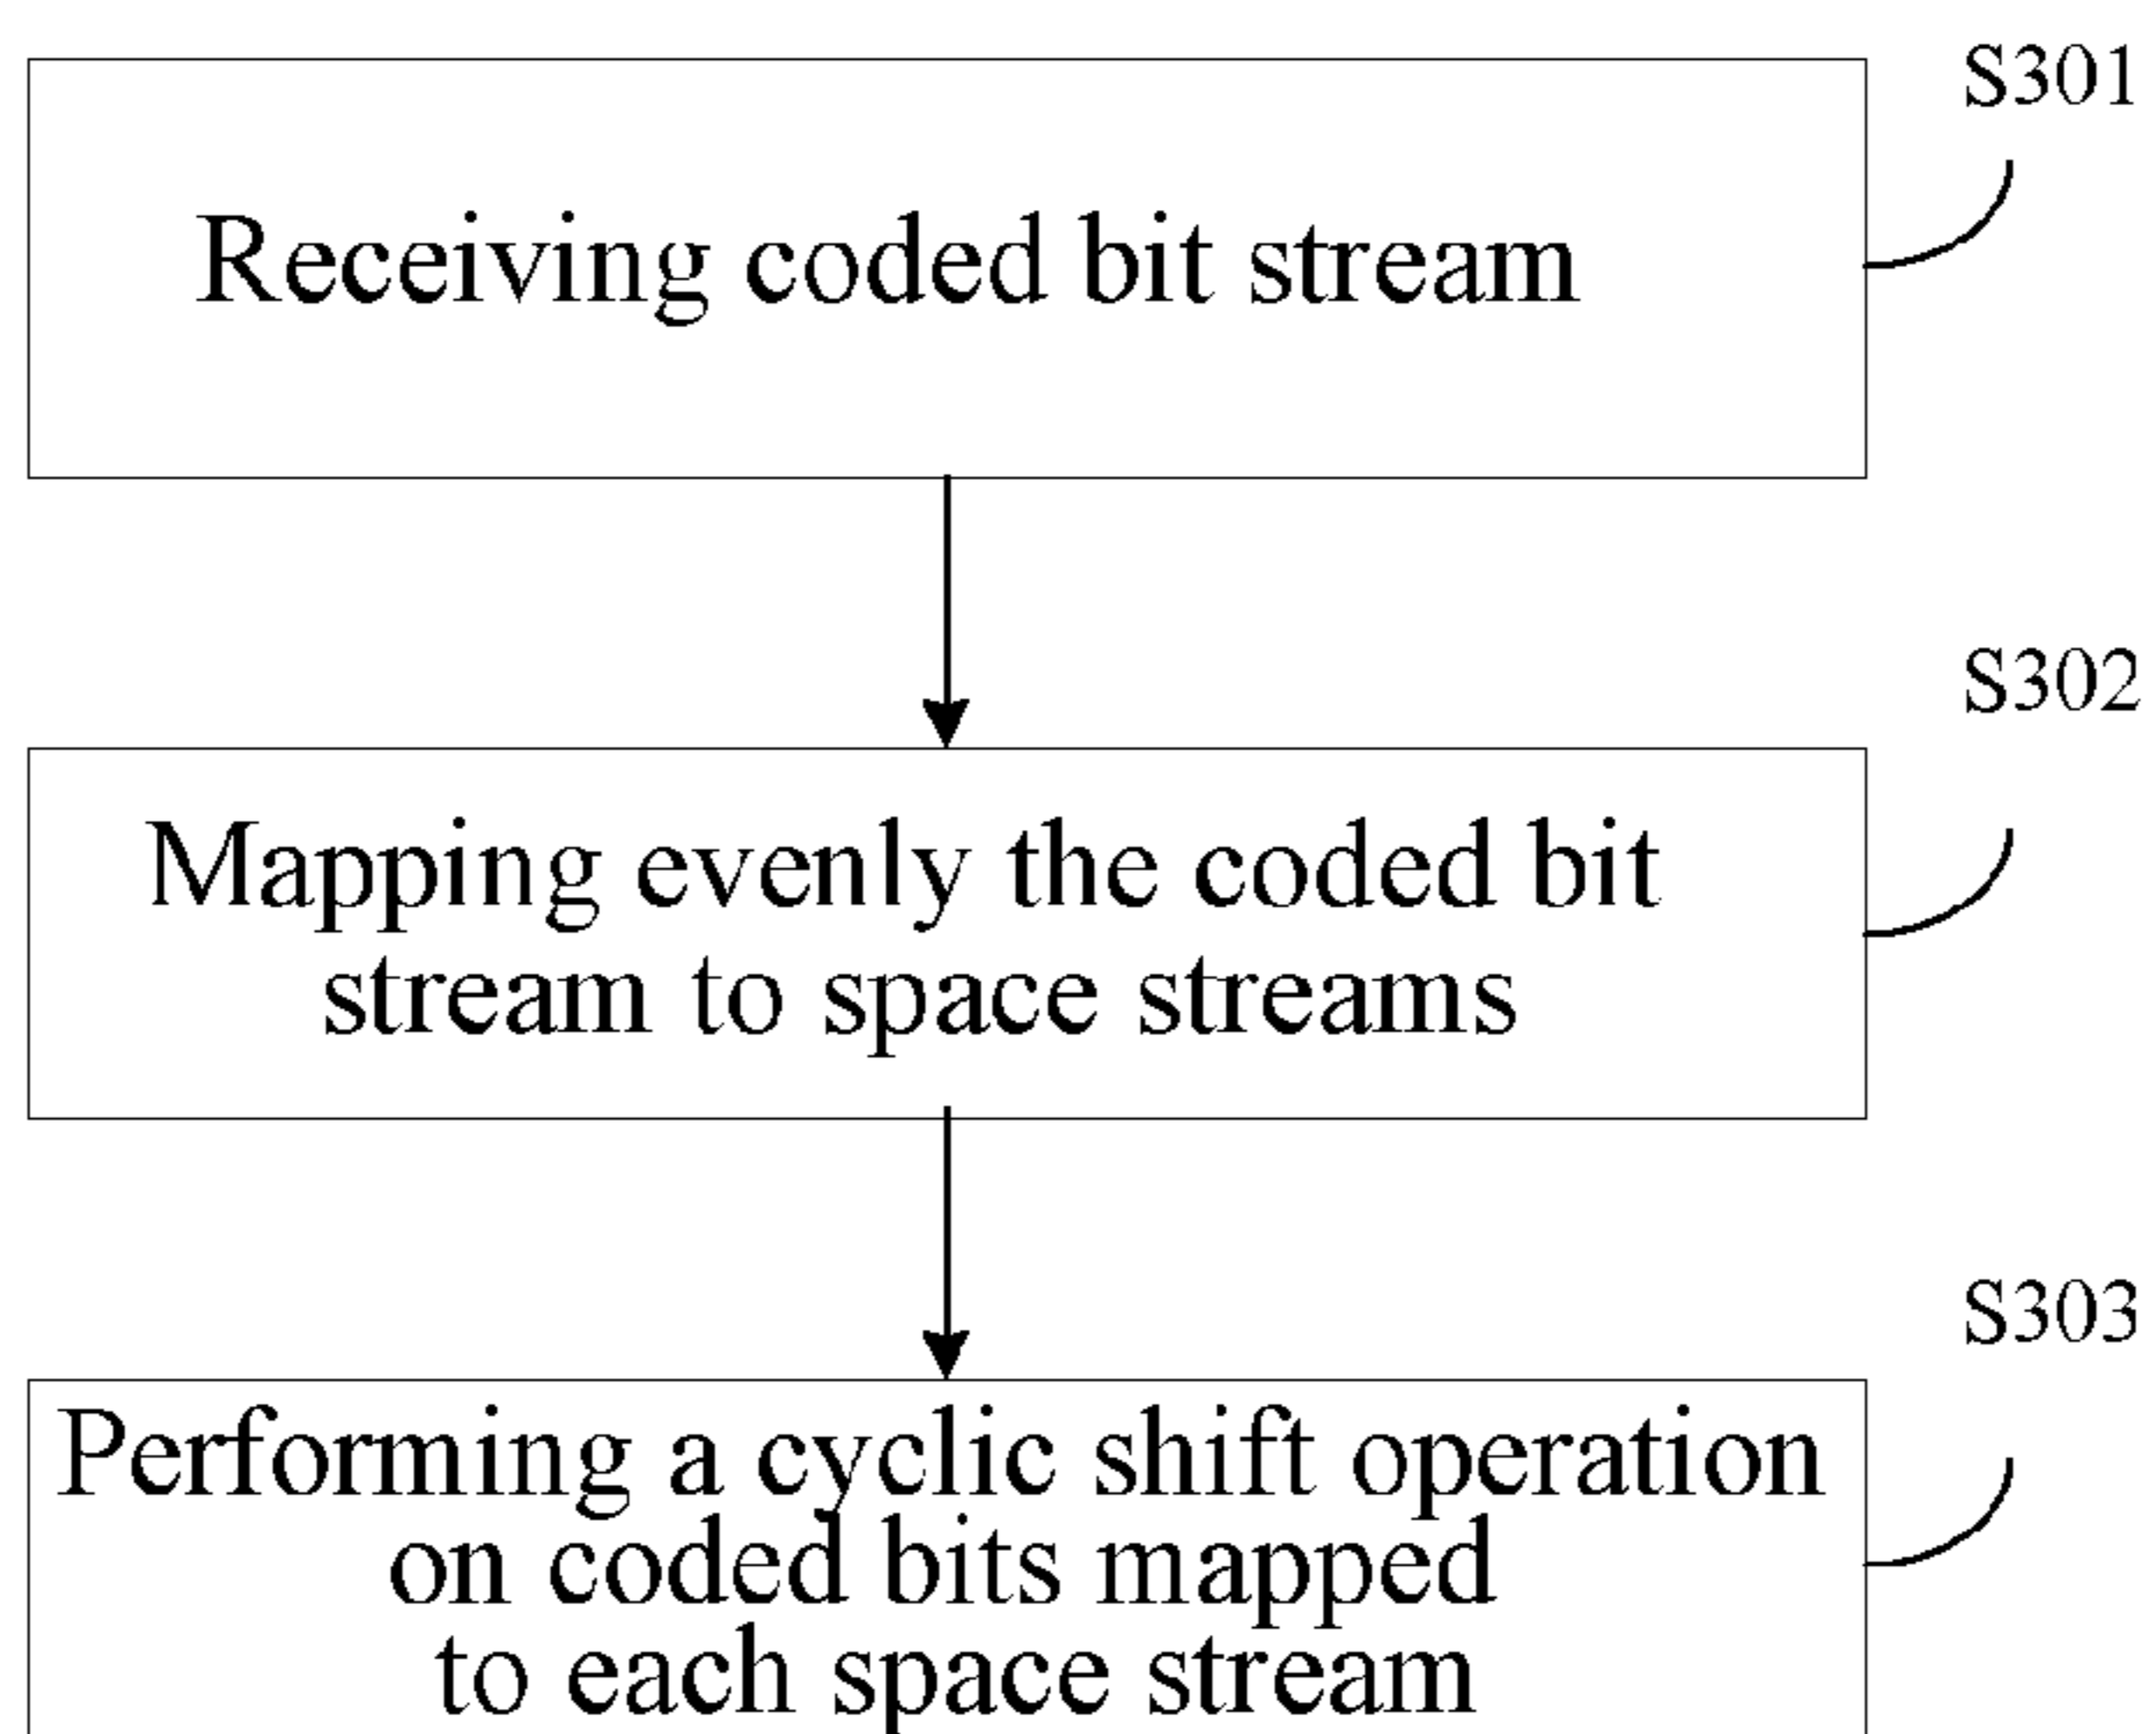 S301
Receiving coded bit stream
S302
Mapping evenly the coded bit
stream to space streams
S303
Performing a cyclic shift operation
on coded bits mapped
to each space stream